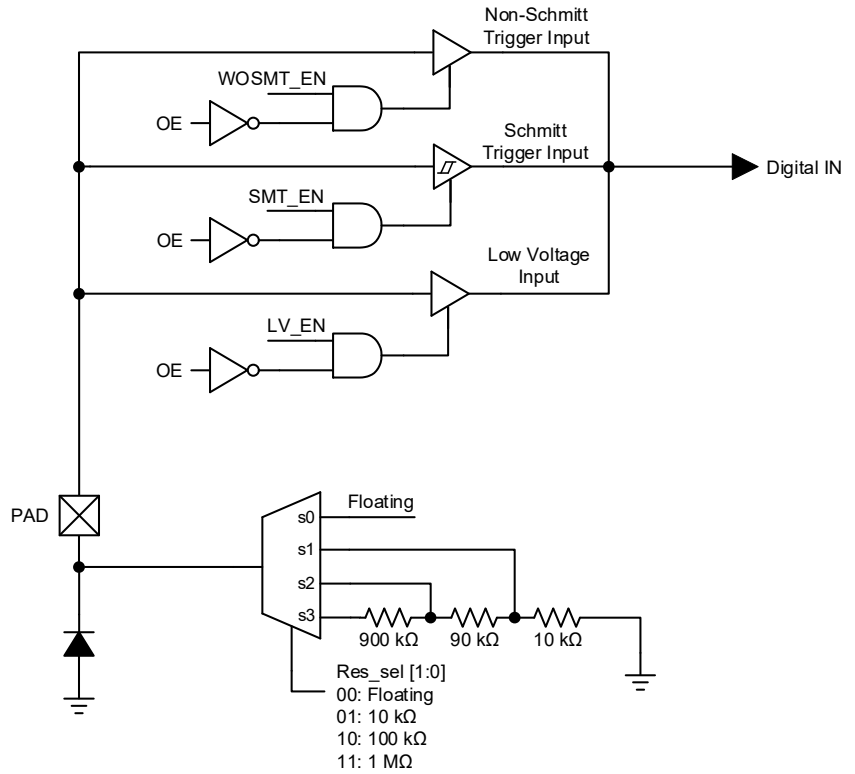 Non-Schmitt
Trigger Input
WOSMT_EN
OE
Schmitt
Trigger Input
Digital IN
SMT_EN
OE
Low Voltage
Input
LV_EN
OE
PAD
Floating
s0
s1
s2
s3
900 kΩ
90 kΩ
10 kΩ
Res_sel [1:0]
00: Floating
01: 10 kΩ
10: 100 kΩ
11: 1 MΩ